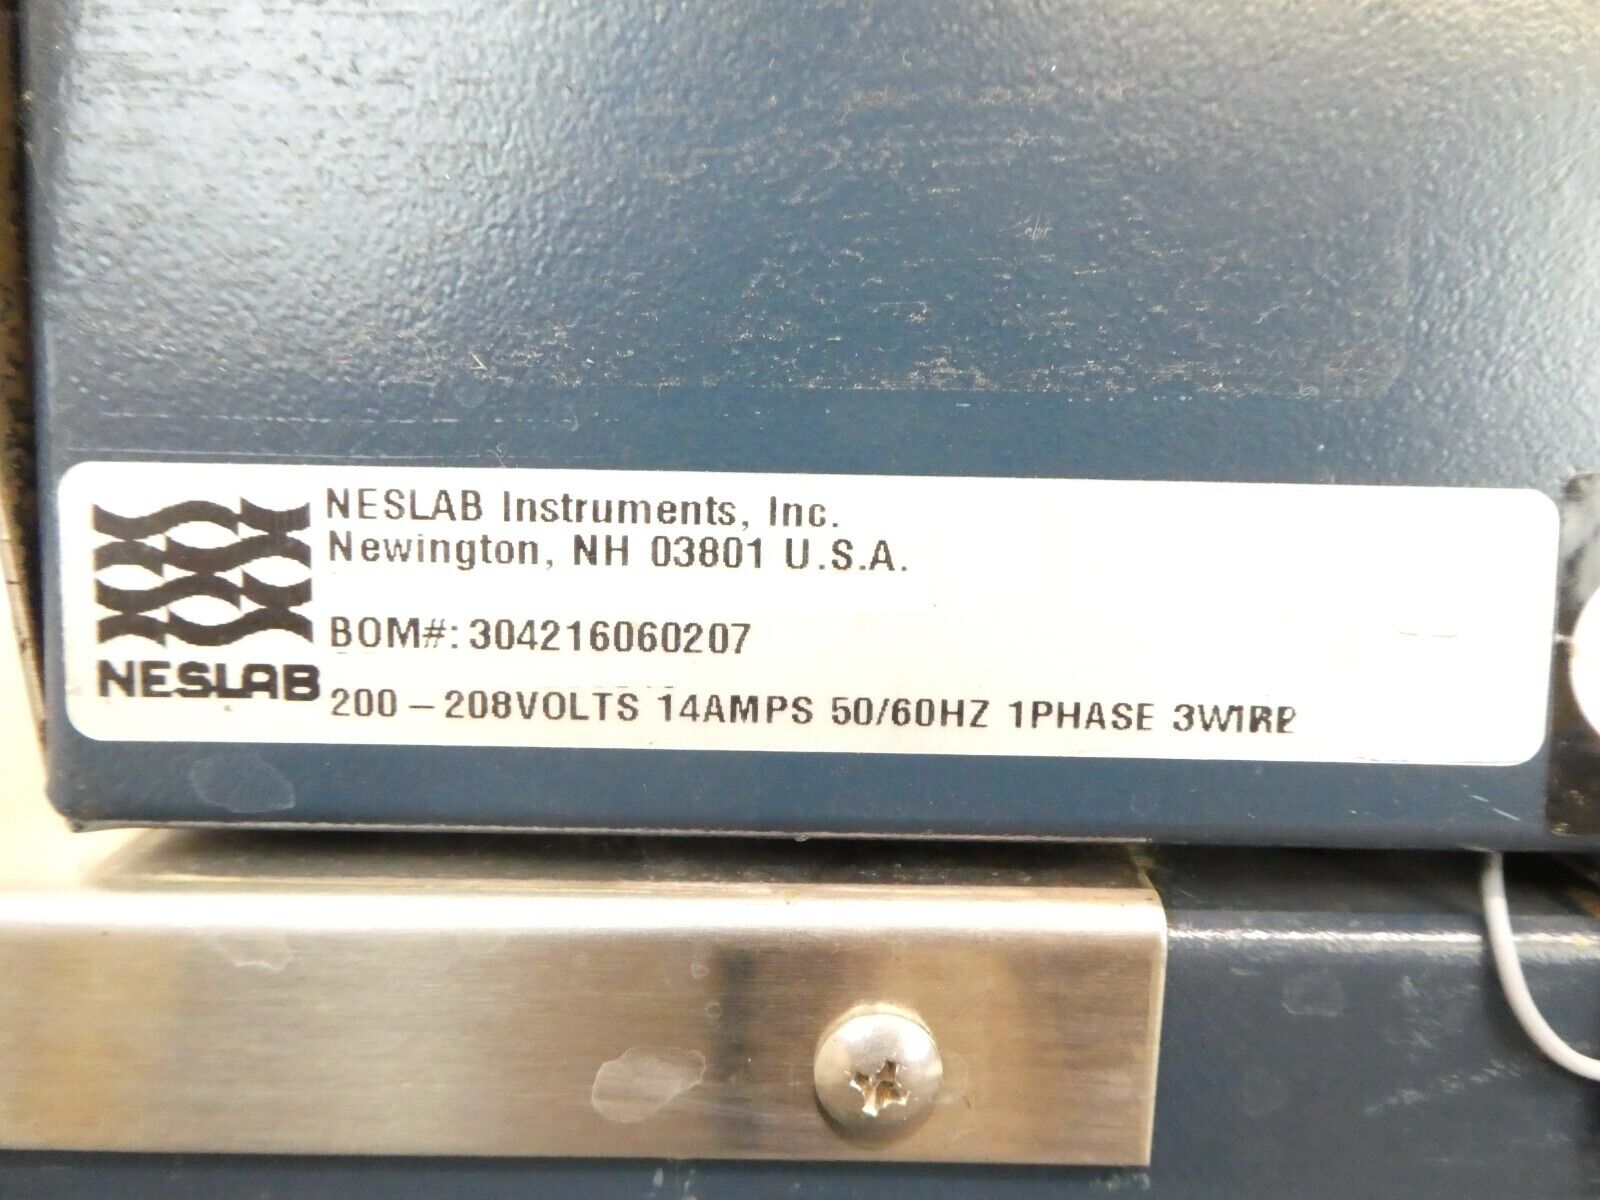 NESLAB Instruments, Inc.
Newington, NH 03801 U.S.A.
BOM#: 304216060207
NESLAB
200-208VOLTS 14AMPS 50/60HZ 1PHASE 3WIRE